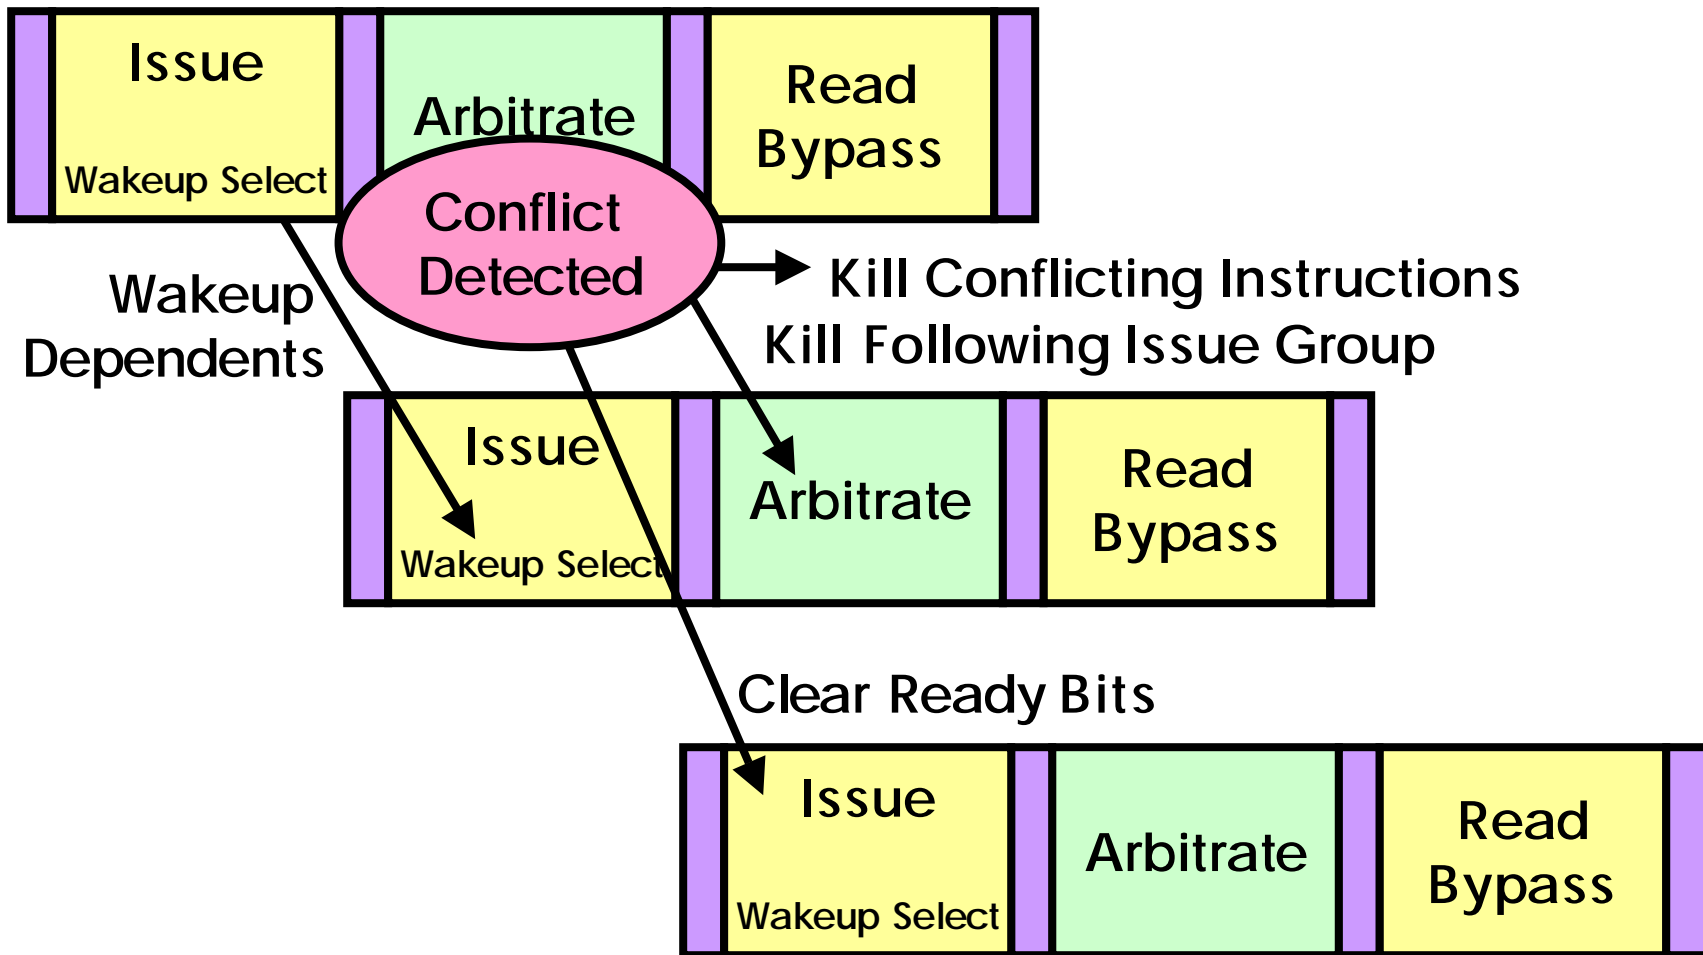 Issue
Wakeup Select
Arbitrate
Read
Bypass
Conflict
Detected
Wakeup
Dependents
Kill Conflicting Instructions
Kill Following Issue Group
Issue
Wakeup Select
Arbitrate
Read
Bypass
Clear Ready Bits
Issue
Wakeup Select
Arbitrate
Read
Bypass